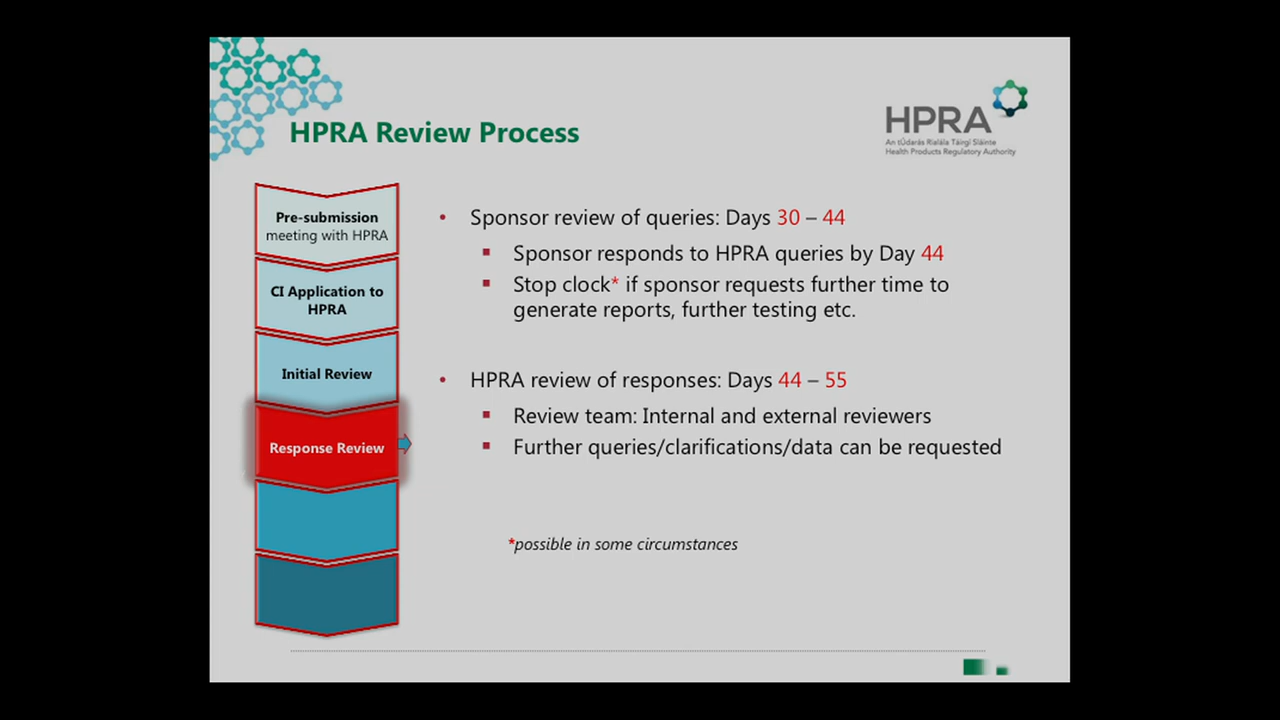 HPRA Review Process
HPRA
An tÚdarás Rialála Táirgí Sláinte
Health Products Regulatory Authority
Pre-submission
meeting with HPRA
CI Application to
HPRA
Initial Review
Response Review
• Sponsor review of queries: Days 30 – 44
▪ Sponsor responds to HPRA queries by Day 44
▪ Stop clock* if sponsor requests further time to
generate reports, further testing etc.
• HPRA review of responses: Days 44 – 55
▪ Review team: Internal and external reviewers
▪ Further queries/clarifications/data can be requested
*possible in some circumstances